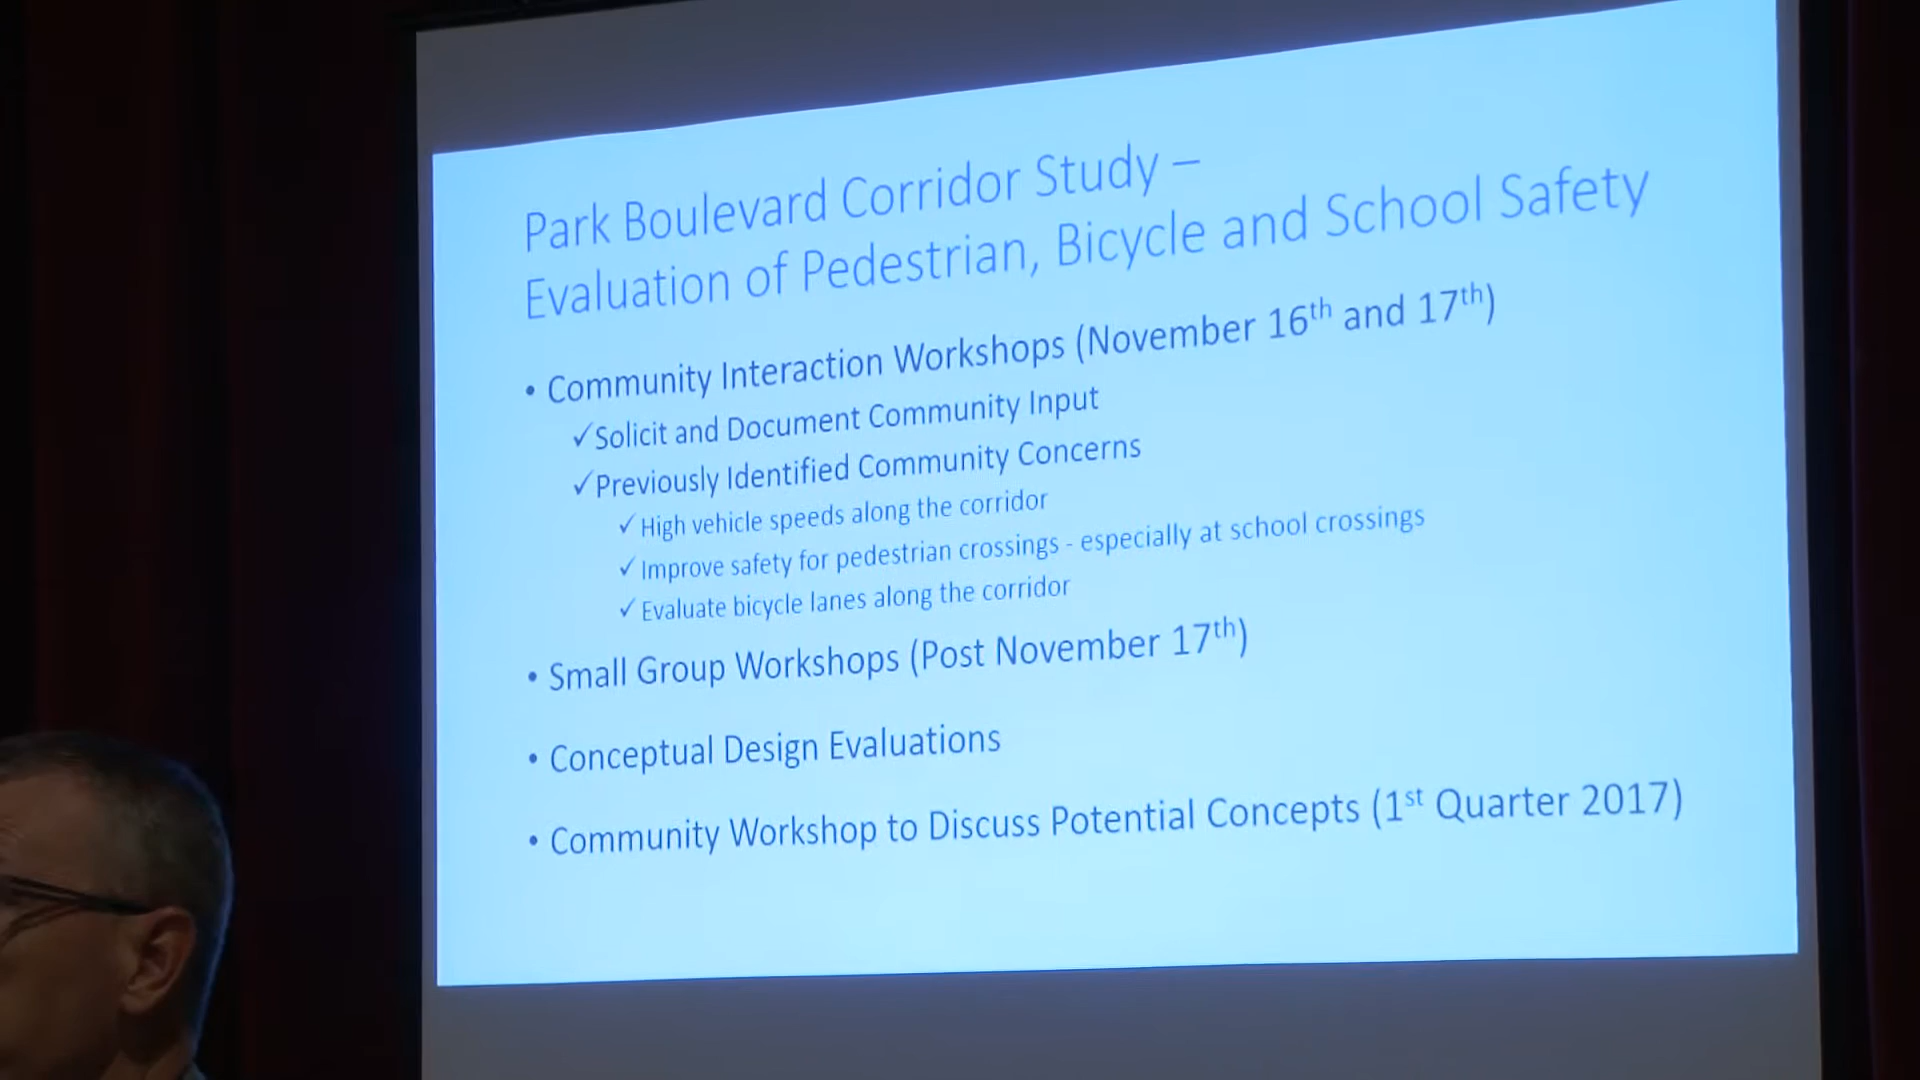 Park Boulevard Corridor Study –
Evaluation of Pedestrian, Bicycle and School Safety
• Community Interaction Workshops (November 16th and 17th)
✓Solicit and Document Community Input
✓Previously Identified Community Concerns
✓High vehicle speeds along the corridor
✓Improve safety for pedestrian crossings - especially at school crossings
✓Evaluate bicycle lanes along the corridor
• Small Group Workshops (Post November 17th)
• Conceptual Design Evaluations
• Community Workshop to Discuss Potential Concepts (1st Quarter 2017)